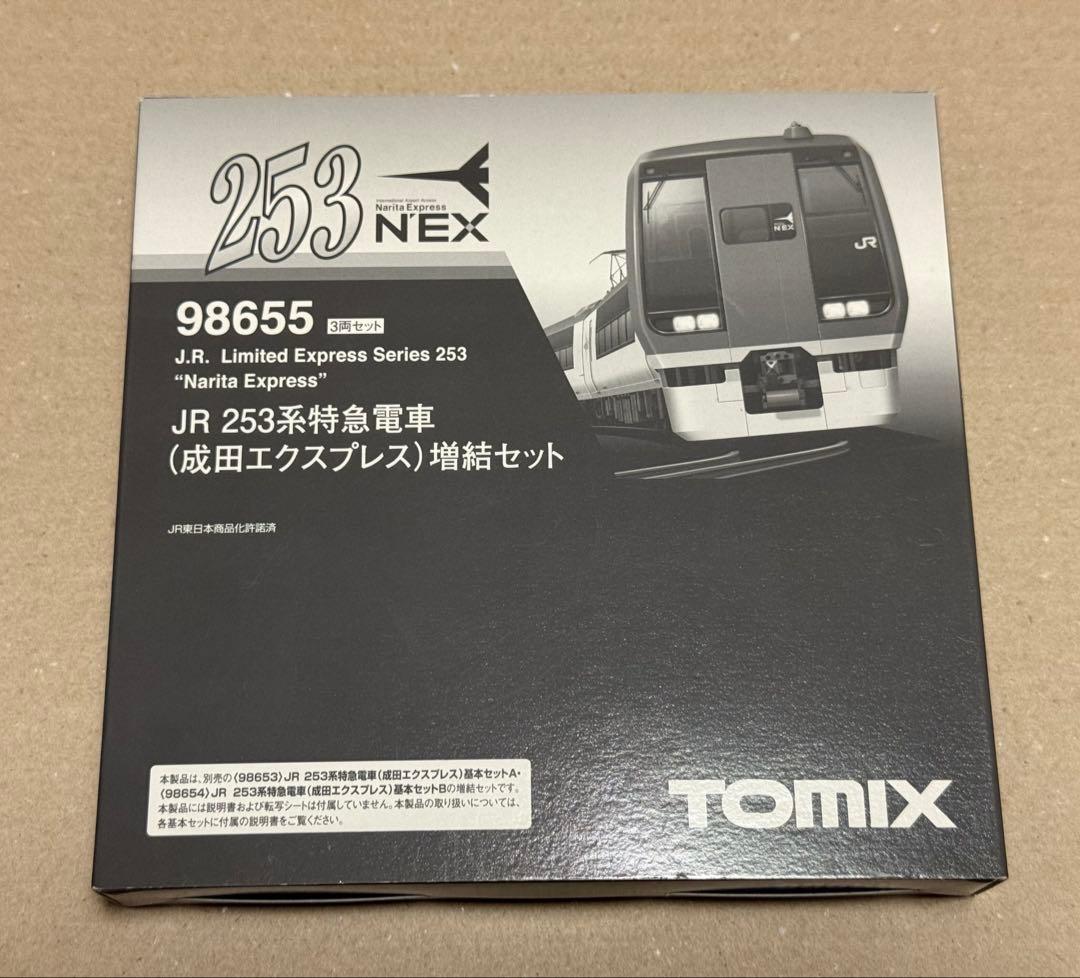 253
International Airport Access
Narita Express
N'EX
N'EX
JR
98655 3両セット
J.R. Limited Express Series 253
“Narita Express”
JR 253系特急電車
(成田エクスプレス)増結セット
JR東日本商品化許諾済
本製品は、別売の〈98653〉JR 253系特急電車(成田エクスプレス)基本セットA・
〈98654〉JR 253系特急電車(成田エクスプレス)基本セットBの増結セットです。
本製品には説明書および転写シートは付属していません。本製品の取り扱いについては、
各基本セットに付属の説明書をご覧ください。
TOMIX